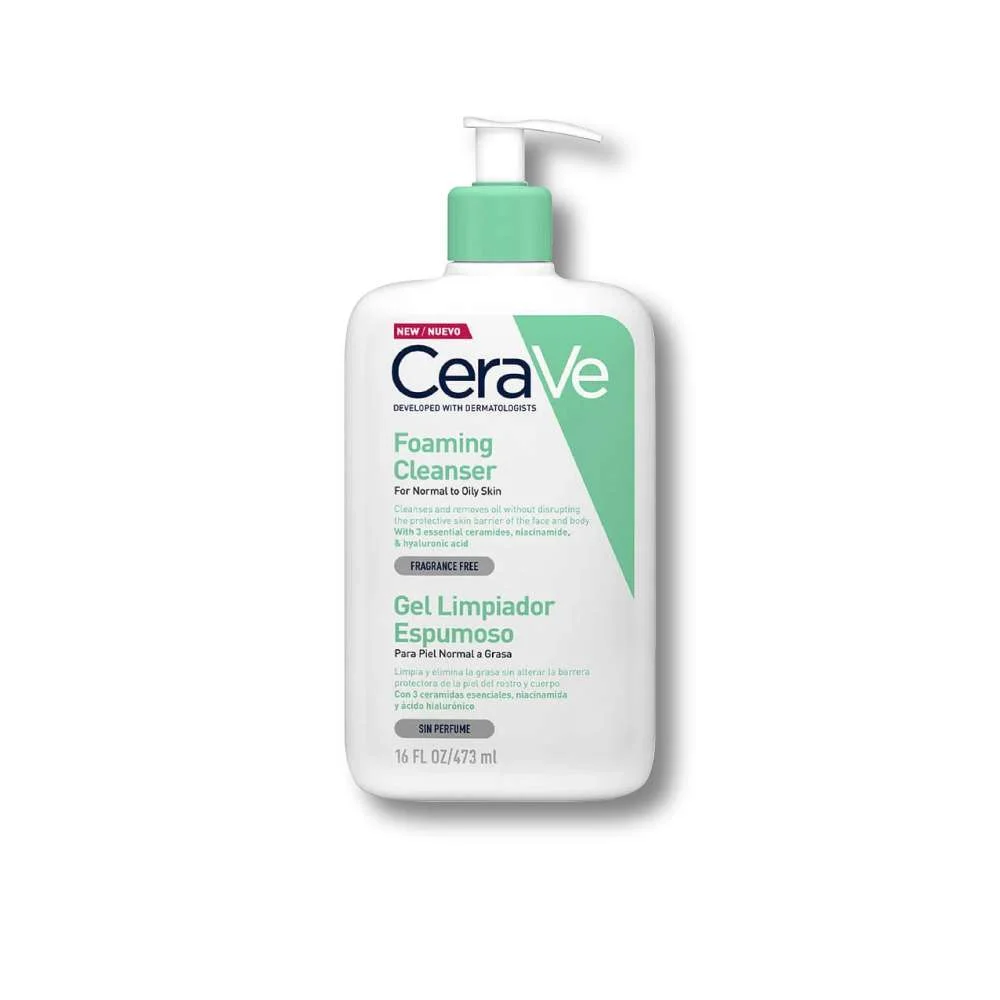 NEW / NUEVO
CeraVe
DEVELOPED WITH DERMATOLOGISTS
Foaming
Cleanser
For Normal to Oily Skin
Cleanses and removes oil without disrupting
the protective skin barrier of the face and body
With 3 essential ceramides, niacinamide,
& hyaluronic acid
FRAGRANCE FREE
Gel Limpiador
Espumoso
Para Piel Normal a Grasa
Limpia y elimina la grasa sin alterar la barrera
protectora de la piel del rostro y cuerpo
Con 3 ceramidas esenciales, niacinamida
y ácido hialurónico
SIN PERFUME
16 FL OZ/473 ml